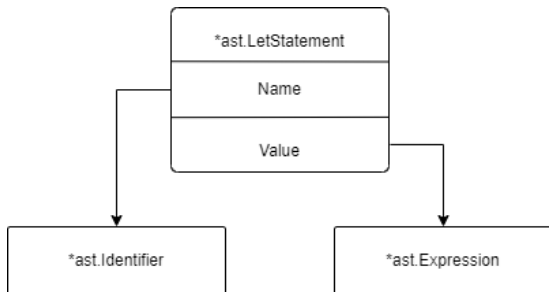 *ast.LetStatement
Name
Value
*ast.Identifier
*ast.Expression